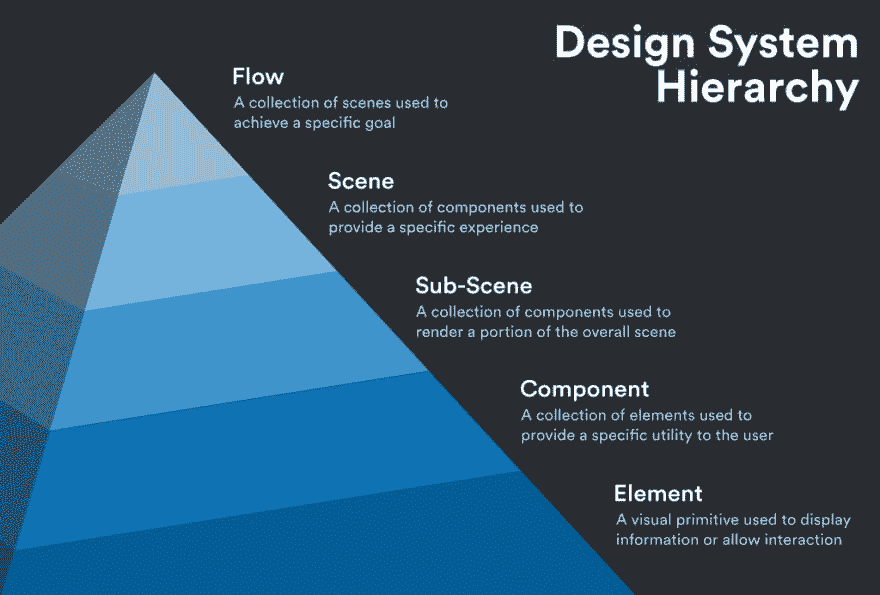 Design System
Hierarchy
Flow
A collection of scenes used to
achieve a specific goal
Scene
A collection of components used to
provide a specific experience
Sub-Scene
A collection of components used to
render a portion of the overall scene
Component
A collection of elements used to
provide a specific utility to the user
Element
A visual primitive used to display
information or allow interaction